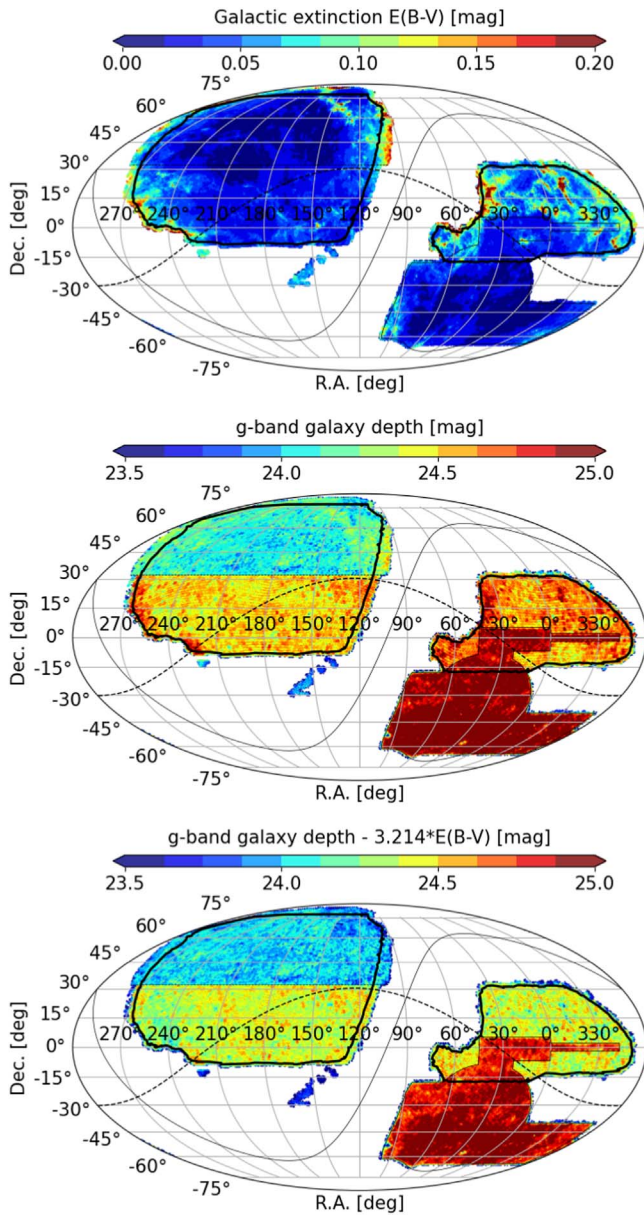 Galactic extinction E(B-V) [mag]
0.00 0.05 0.10 0.15 0.20
75°
60°
45°
30°
15°
0°
-15°
-30°
-45°
-60°
-75°
270° 240° 210° 180° 150° 120° 90° 60° 30° 0° 330°
Dec. [deg]
R.A. [deg]
g-band galaxy depth [mag]
23.5 24.0 24.5 25.0
75°
60°
45°
30°
15°
0°
-15°
-30°
-45°
-60°
-75°
270° 240° 210° 180° 150° 120° 90° 60° 30° 0° 330°
Dec. [deg]
R.A. [deg]
g-band galaxy depth - 3.214*E(B-V) [mag]
23.5 24.0 24.5 25.0
75°
60°
45°
30°
15°
0°
-15°
-30°
-45°
-60°
-75°
270° 240° 210° 180° 150° 120° 90° 60° 30° 0° 330°
Dec. [deg]
R.A. [deg]